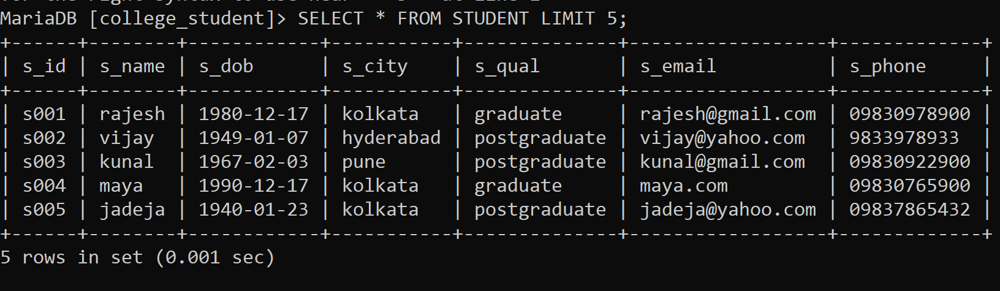 MariaDB [college_student]> SELECT * FROM STUDENT LIMIT 5;
+------+--------+------------+-----------+--------------+------------------+-------------+
| s_id | s_name | s_dob      | s_city    | s_qual       | s_email          | s_phone     |
+------+--------+------------+-----------+--------------+------------------+-------------+
| s001 | rajesh | 1980-12-17 | kolkata   | graduate     | rajesh@gmail.com | 09830978900 |
| s002 | vijay  | 1949-01-07 | hyderabad | postgraduate | vijay@yahoo.com  | 9833978933  |
| s003 | kunal  | 1967-02-03 | pune      | postgraduate | kunal@gmail.com  | 09830922900 |
| s004 | maya   | 1990-12-17 | kolkata   | graduate     | maya.com         | 09830765900 |
| s005 | jadeja | 1940-01-23 | kolkata   | postgraduate | jadeja@yahoo.com | 09837865432 |
+------+--------+------------+-----------+--------------+------------------+-------------+
5 rows in set (0.001 sec)